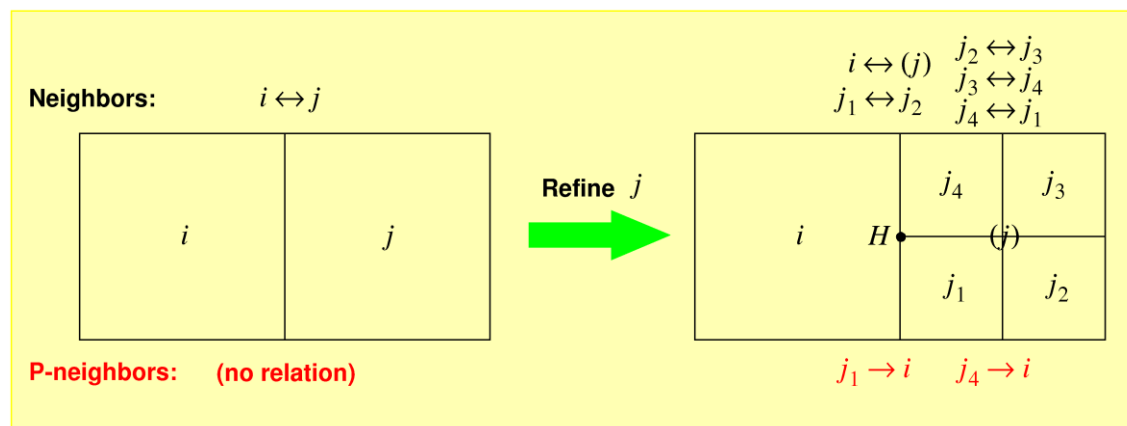 i ↔ (j)
j₂ ↔ j₃
j₃ ↔ j₄
Neighbors: i ↔ j
j₁ ↔ j₂
j₄ ↔ j₁
Refine j
j₄ j₃
i j
i H (j)
j₁ j₂
P-neighbors: (no relation)
j₁ → i j₄ → i